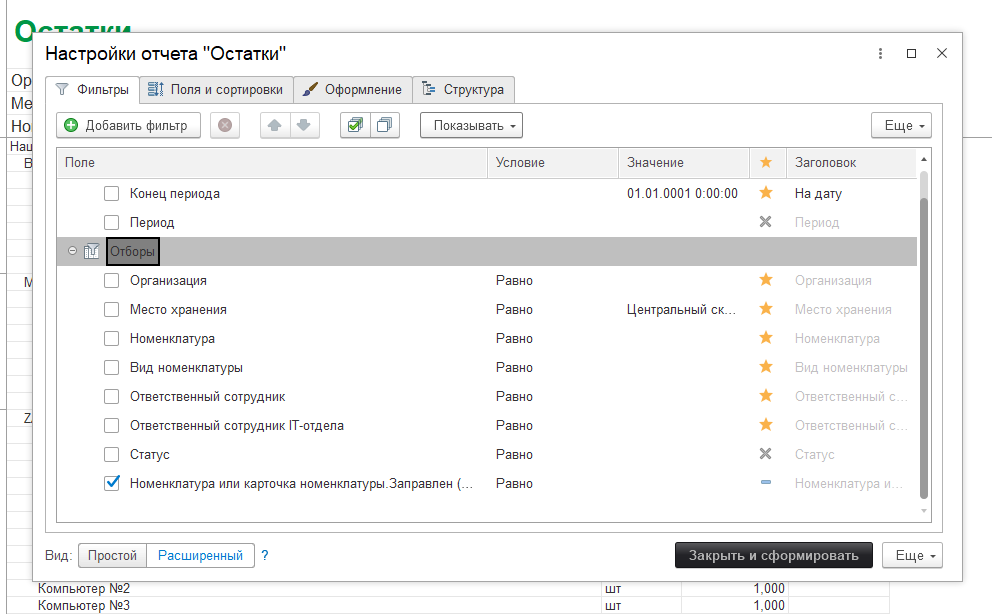 Остатки
Настройки отчета "Остатки"
Ор
Ме
Но
Фильтры
Поля и сортировки
Оформление
Структура
Добавить фильтр
Показывать
Еще
Поле
Условие
Значение
Заголовок
Конец периода 01.01.0001 0:00:00 На дату
Период Период
Отборы
Организация Равно Организация
Место хранения Равно Центральный ск... Место хранения
Номенклатура Равно Номенклатура
Вид номенклатуры Равно Вид номенклатуры
Ответственный сотрудник Равно Ответственный с...
Ответственный сотрудник IT-отдела Равно Ответственный с...
Статус Равно Статус
Номенклатура или карточка номенклатуры.Заправлен (... Равно Номенклатура и...
Вид: Простой Расширенный ?
Закрыть и сформировать
Еще
Компьютер №2 шт 1,000
Компьютер №3 шт 1,000